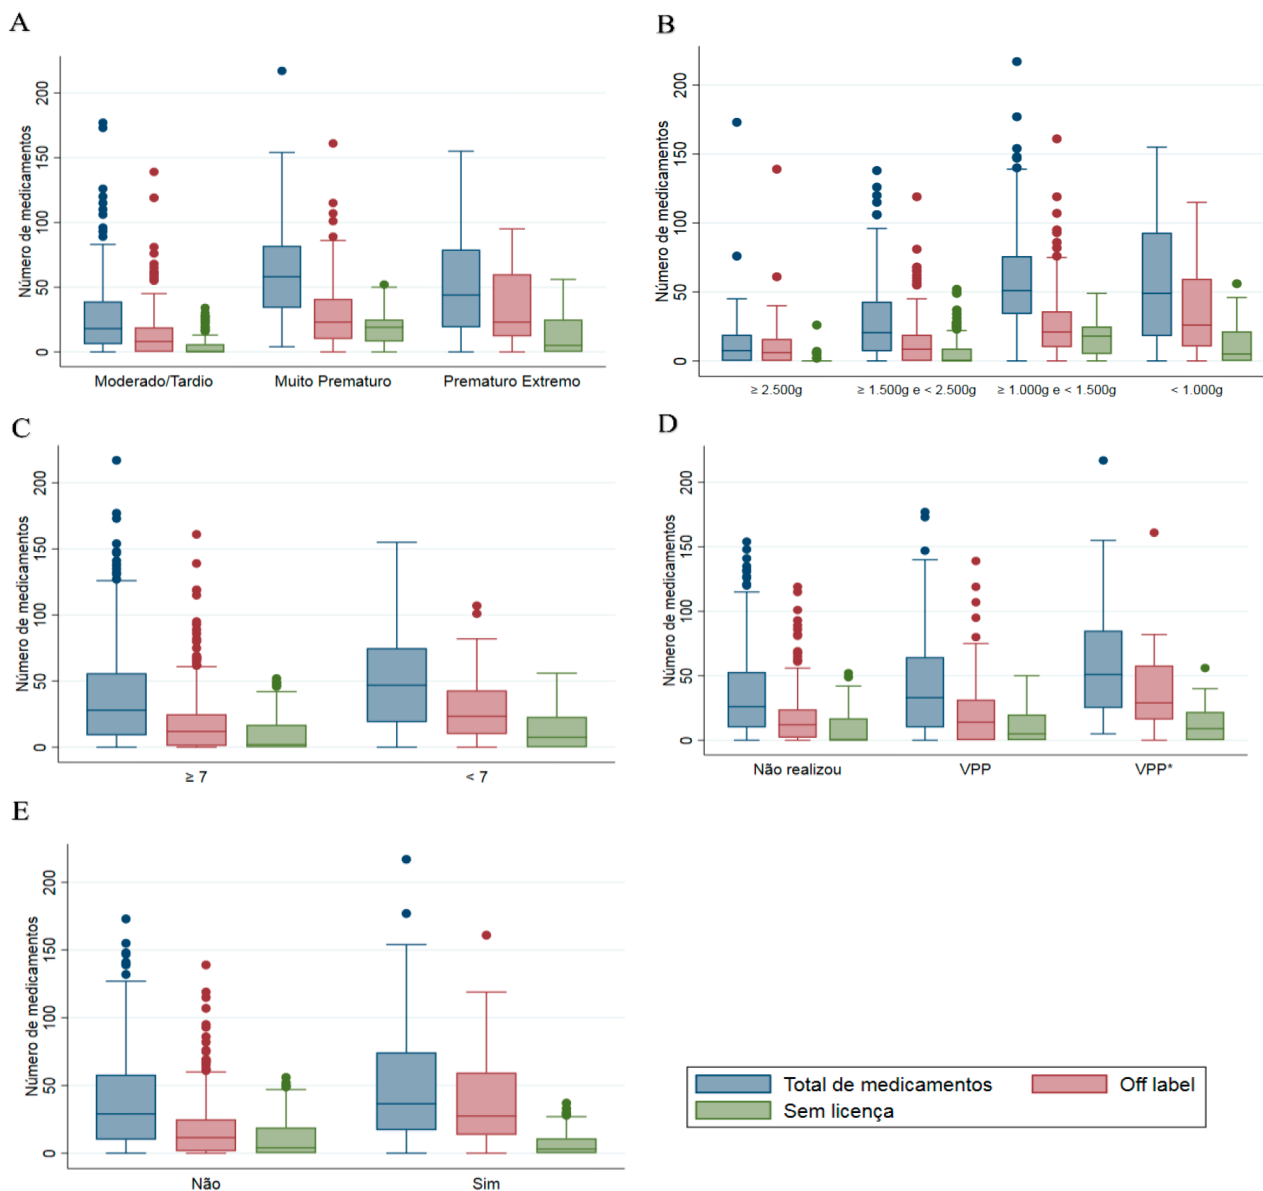 A
Número de medicamentos
200
150
100
50
0
Moderado/Tardio
Muito Prematuro
Prematuro Extremo
B
Número de medicamentos
200
150
100
50
0
≥ 2.500g
≥ 1.500g e < 2.500g
≥ 1.000g e < 1.500g
< 1.000g
C
Número de medicamentos
200
150
100
50
0
≥ 7
< 7
D
Número de medicamentos
200
150
100
50
0
Não realizou
VPP
VPP*
E
Número de medicamentos
200
150
100
50
0
Não
Sim
Total de medicamentos
Off label
Sem licença